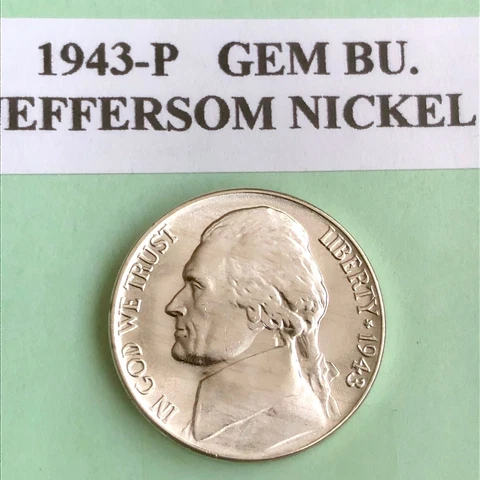 1943-P GEM BU.
EFFERSOM NICKEL
IN GOD WE TRUST
LIBERTY ★ 1943